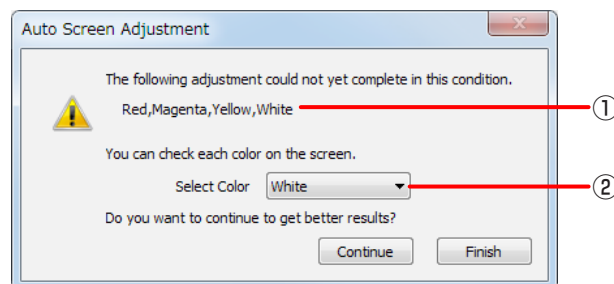 Auto Screen Adjustment
The following adjustment could not yet complete in this condition.
Red,Magenta,Yellow,White
①
You can check each color on the screen.
Select Color White
②
Do you want to continue to get better results?
Continue Finish